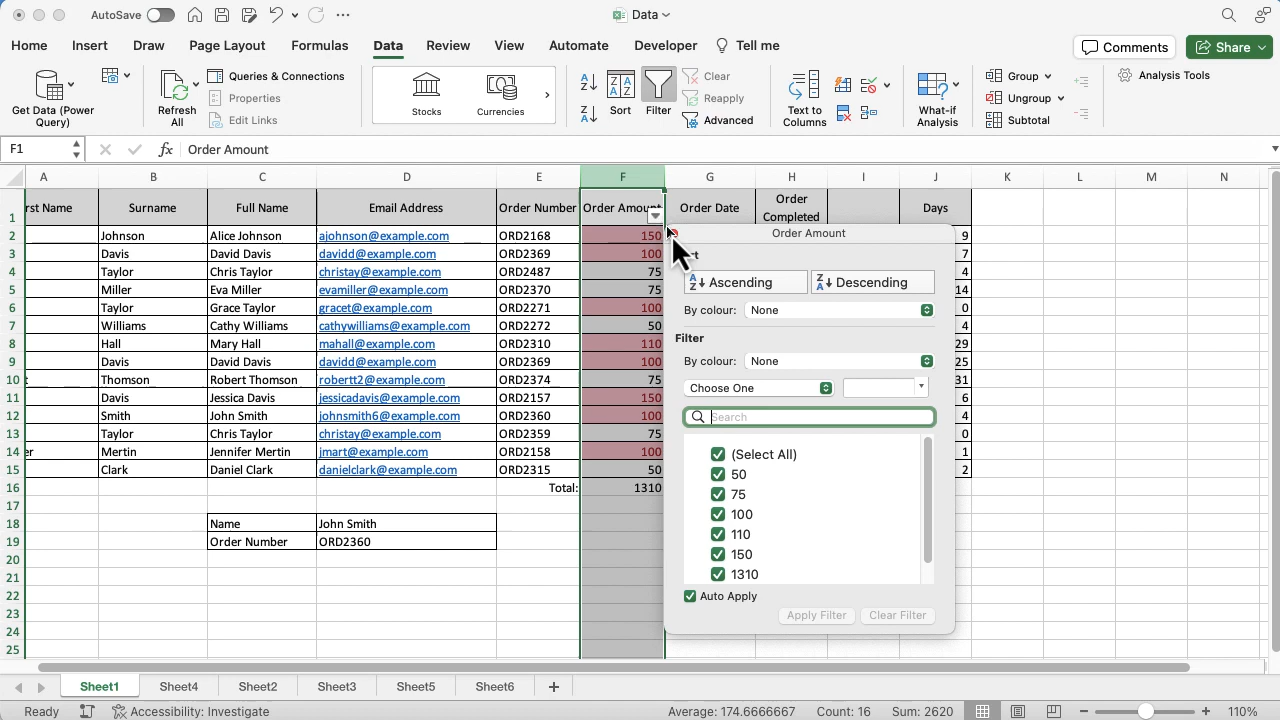 AutoSave
Data
Home Insert Draw Page Layout Formulas Data Review View Automate Developer Tell me
Comments Share
Get Data (Power Query)
Refresh All
Queries & Connections
Properties
Edit Links
Stocks Currencies
Sort Filter
Clear
Reapply
Advanced
Text to Columns
What-if Analysis
Group
Ungroup
Subtotal
Analysis Tools
F1 fx Order Amount
A B C D E F G H I J K L M N
1 rst Name Surname Full Name Email Address Order Number Order Amount Order Date Order Completed Days
2 Johnson Alice Johnson ajohnson@example.com ORD2168 150 9
3 Davis David Davis davidd@example.com ORD2369 100 7
4 Taylor Chris Taylor christay@example.com ORD2487 75 4
5 Miller Eva Miller evamiller@example.com ORD2370 75 14
6 Taylor Grace Taylor gracet@example.com ORD2271 100 0
7 Williams Cathy Williams cathywilliams@example.com ORD2272 50 4
8 Hall Mary Hall mahall@example.com ORD2310 110 29
9 Davis David Davis davidd@example.com ORD2369 100 25
10 Thomson Robert Thomson robertt2@example.com ORD2374 75 31
11 Davis Jessica Davis jessicadavis@example.com ORD2157 150 6
12 Smith John Smith johnsmith6@example.com ORD2360 100 4
13 Taylor Chris Taylor christay@example.com ORD2359 75 0
14 er Mertin Jennifer Mertin jmart@example.com ORD2158 100 1
15 Clark Daniel Clark danielclark@example.com ORD2315 50 2
16 Total: 1310
17
18 Name John Smith
19 Order Number ORD2360
20
21
22
23
24
25
Order Amount
Ascending Descending
By colour: None
Filter
By colour: None
Choose One
Search
(Select All)
50
75
100
110
150
1310
Auto Apply
Apply Filter Clear Filter
Sheet1 Sheet4 Sheet2 Sheet3 Sheet5 Sheet6 +
Ready Accessibility: Investigate Average: 174.6666667 Count: 16 Sum: 2620 110%